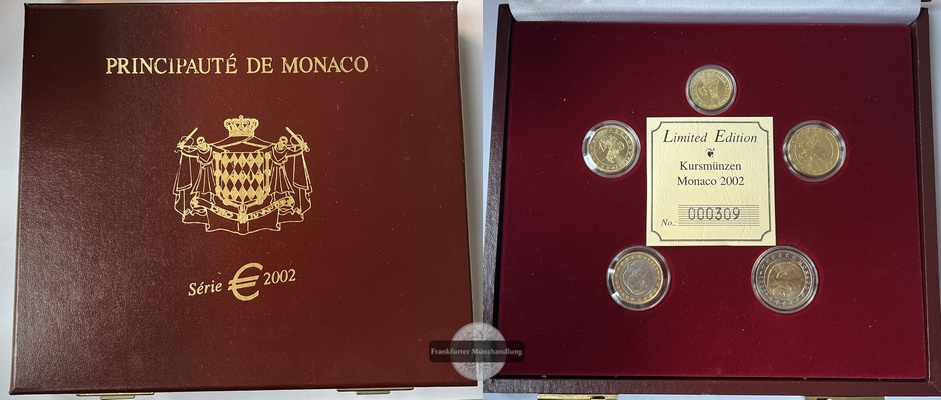 PRINCIPAUTÉ DE MONACO
Série € 2002
Limited Edition
Kursmünzen
Monaco 2002
No.: 000309
Frankfurter Münzhandlung